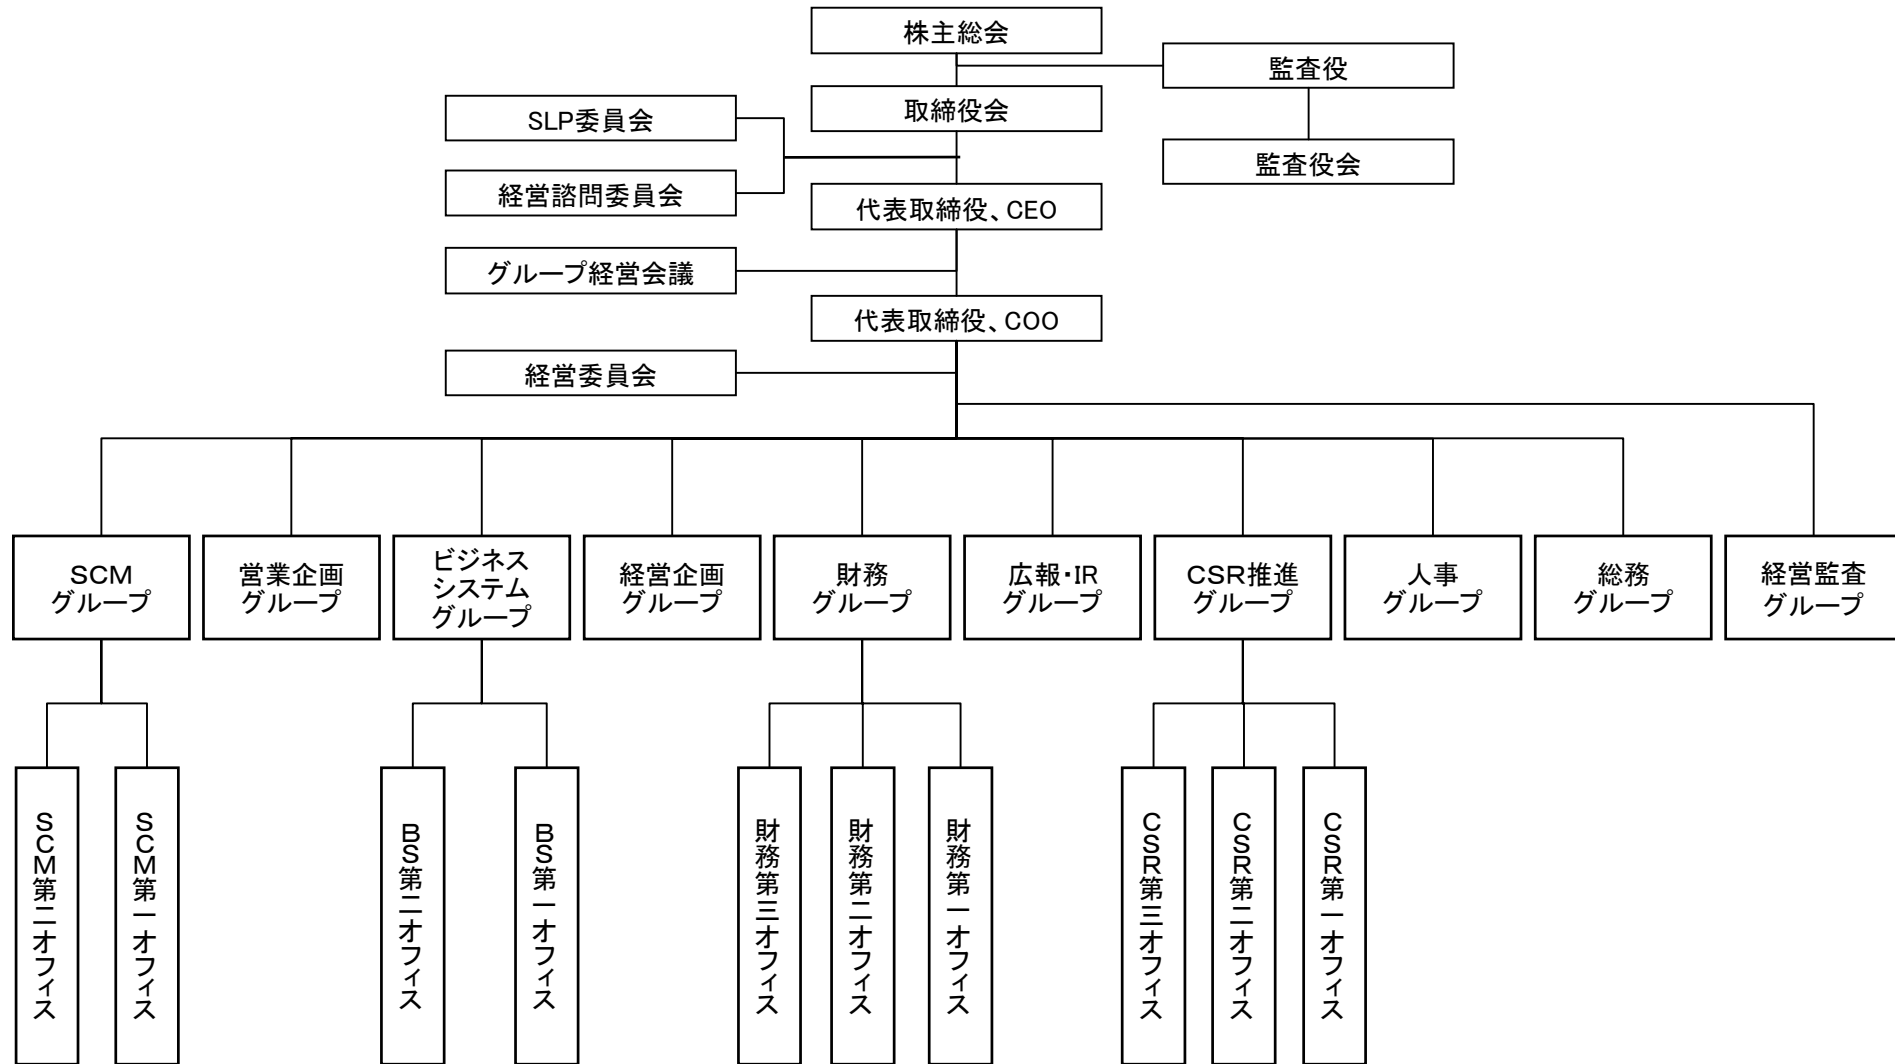 株主総会
監査役
取締役会
SLP委員会
監査役会
経営諮問委員会
代表取締役、CEO
グループ経営会議
代表取締役、COO
経営委員会
SCM
グループ
営業企画
グループ
ビジネス
システム
グループ
経営企画
グループ
財務
グループ
広報・IR
グループ
CSR推進
グループ
人事
グループ
総務
グループ
経営監査
グループ
SCM第二オフィス
SCM第一オフィス
BS第二オフィス
BS第一オフィス
財務第三オフィス
財務第二オフィス
財務第一オフィス
CSR第三オフィス
CSR第二オフィス
CSR第一オフィス